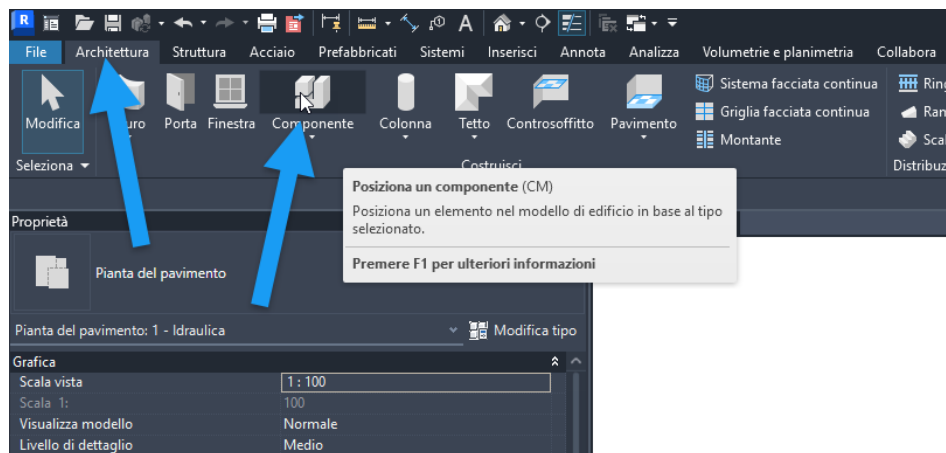 R
A
File Architettura Struttura Acciaio Prefabbricati Sistemi Inserisci Annota Analizza Volumetrie e planimetria Collabora
Modifica Porta Finestra Componente Colonna Tetto Controsoffitto Pavimento
Sistema facciata continua
Griglia facciata continua
Montante
Seleziona
Posiziona un componente (CM)
Posiziona un elemento nel modello di edificio in base al tipo
selezionato.
Premere F1 per ulteriori informazioni
Proprietà
Pianta del pavimento
Pianta del pavimento: 1 - Idraulica Modifica tipo
Grafica
Scala vista 1 : 100
Scala 1: 100
Visualizza modello Normale
Livello di dettaglio Medio